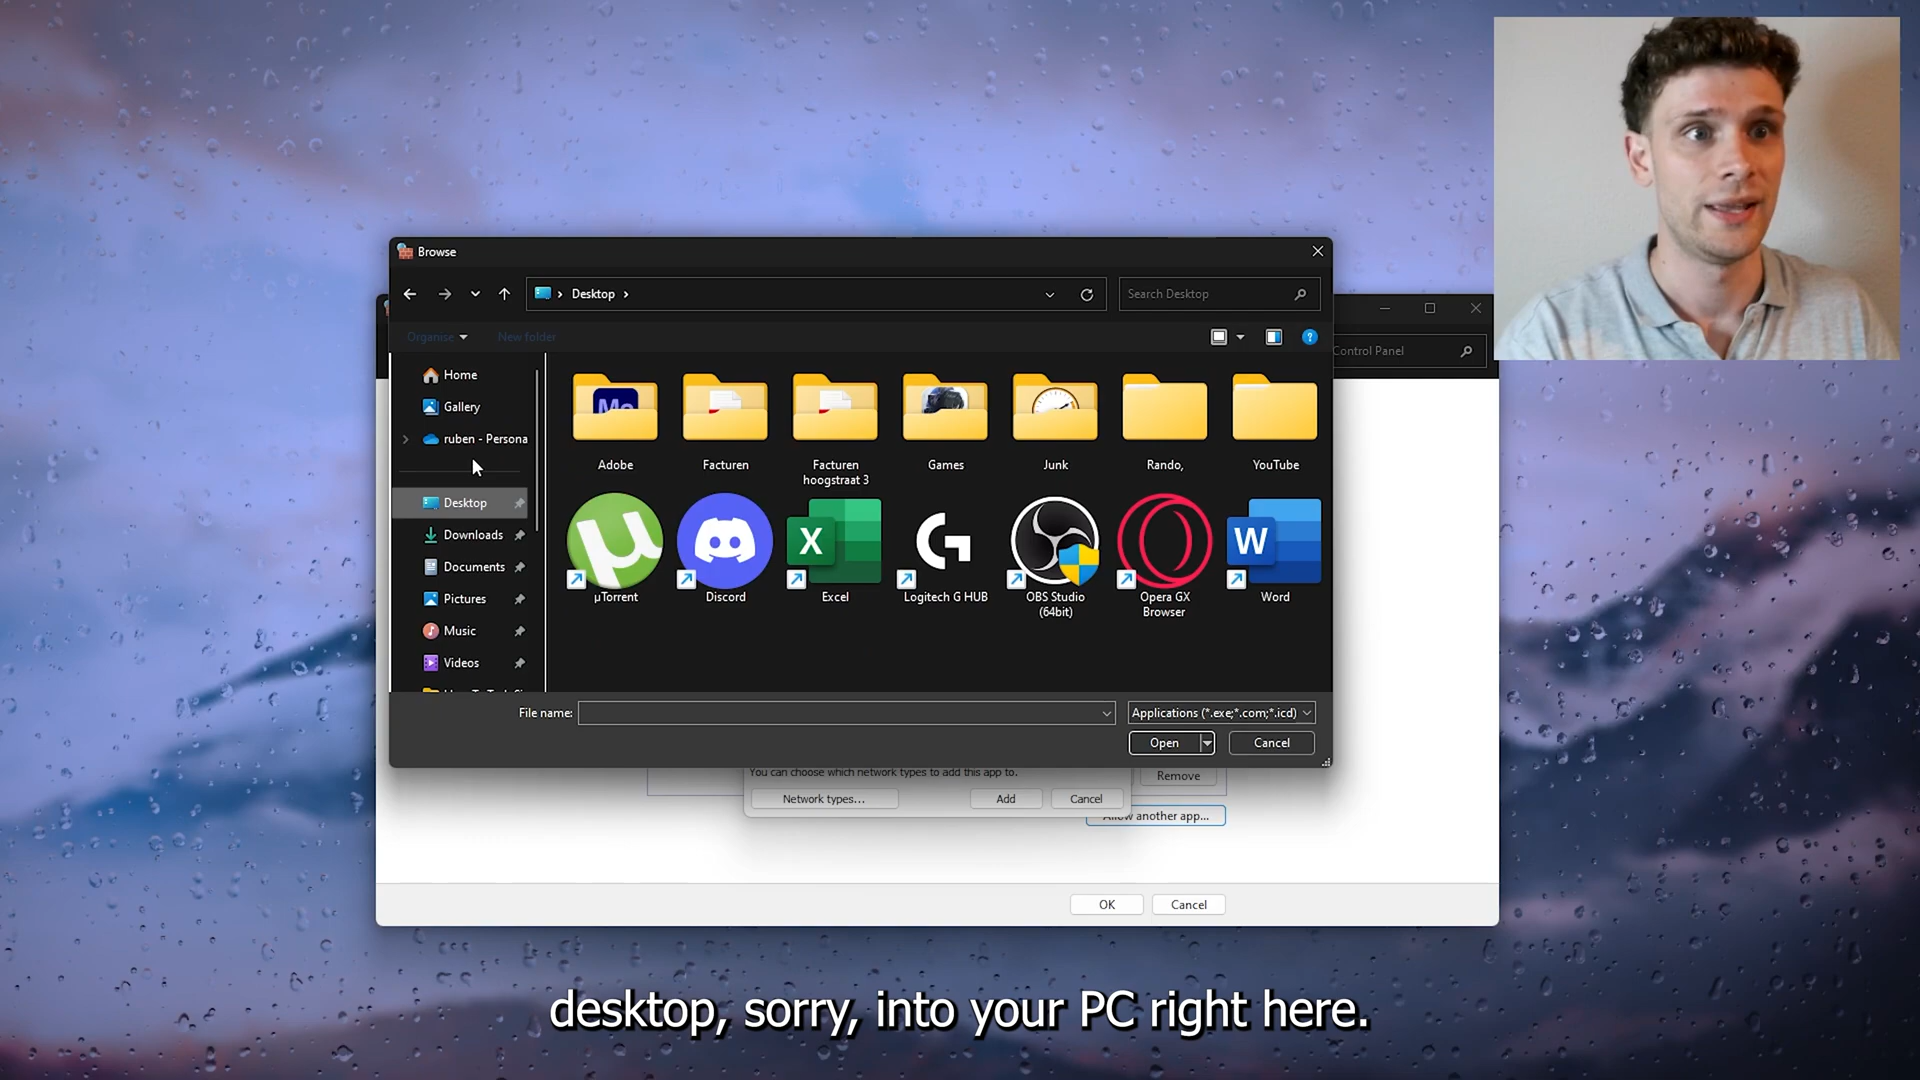 Browse
Desktop
Search Desktop
Organise
New folder
Control Panel
Home
Gallery
ruben - Persona
Desktop
Downloads
Documents
Pictures
Music
Videos
Adobe
Facturen
Facturen
hoogstraat 3
Games
Junk
Rando,
YouTube
µTorrent
Discord
Excel
Logitech G HUB
OBS Studio
(64bit)
Opera GX
Browser
Word
File name:
Applications (*.exe;*.com;*.icd)
Open
Cancel
You can choose which network types to add this app to.
Remove
Network types...
Add
Cancel
Allow another app...
OK
Cancel
desktop, sorry, into your PC right here.